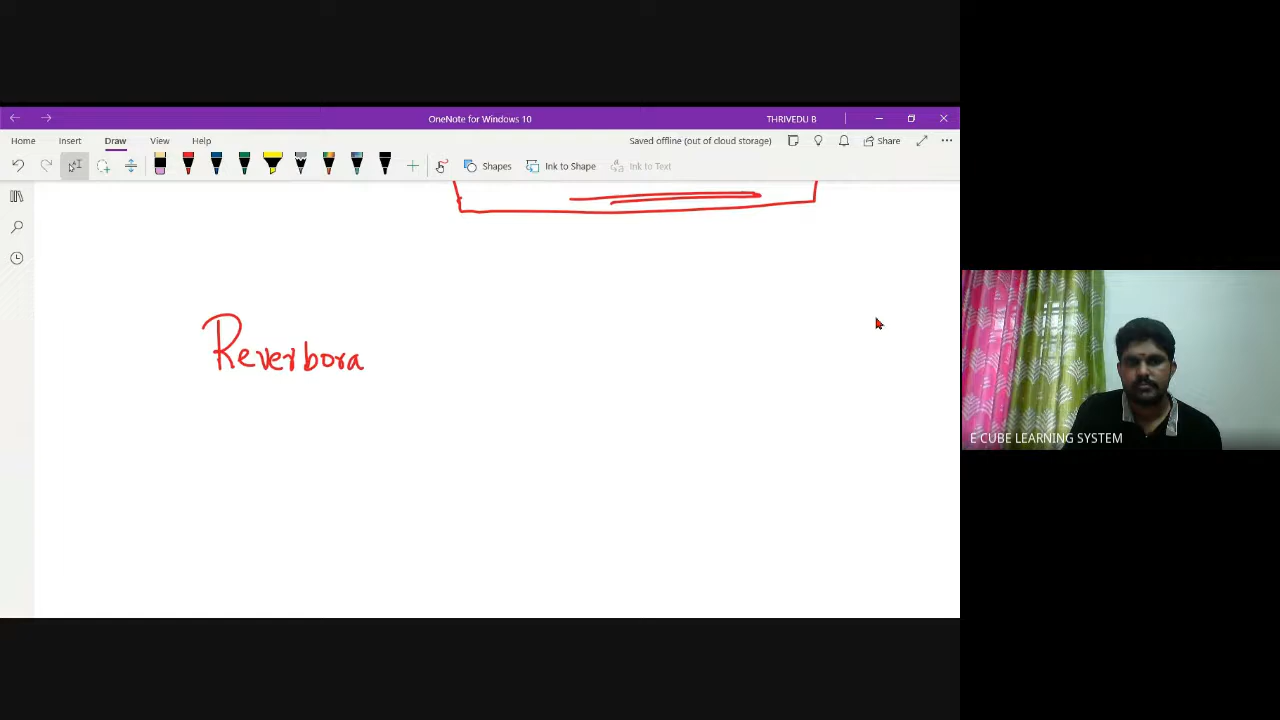 OneNote for Windows 10
THRIVEDU B
Home Insert Draw View Help
Saved offline (out of cloud storage)
Share
Shapes
Ink to Shape
Ink to Text
Reverbora
E CUBE LEARNING SYSTEM